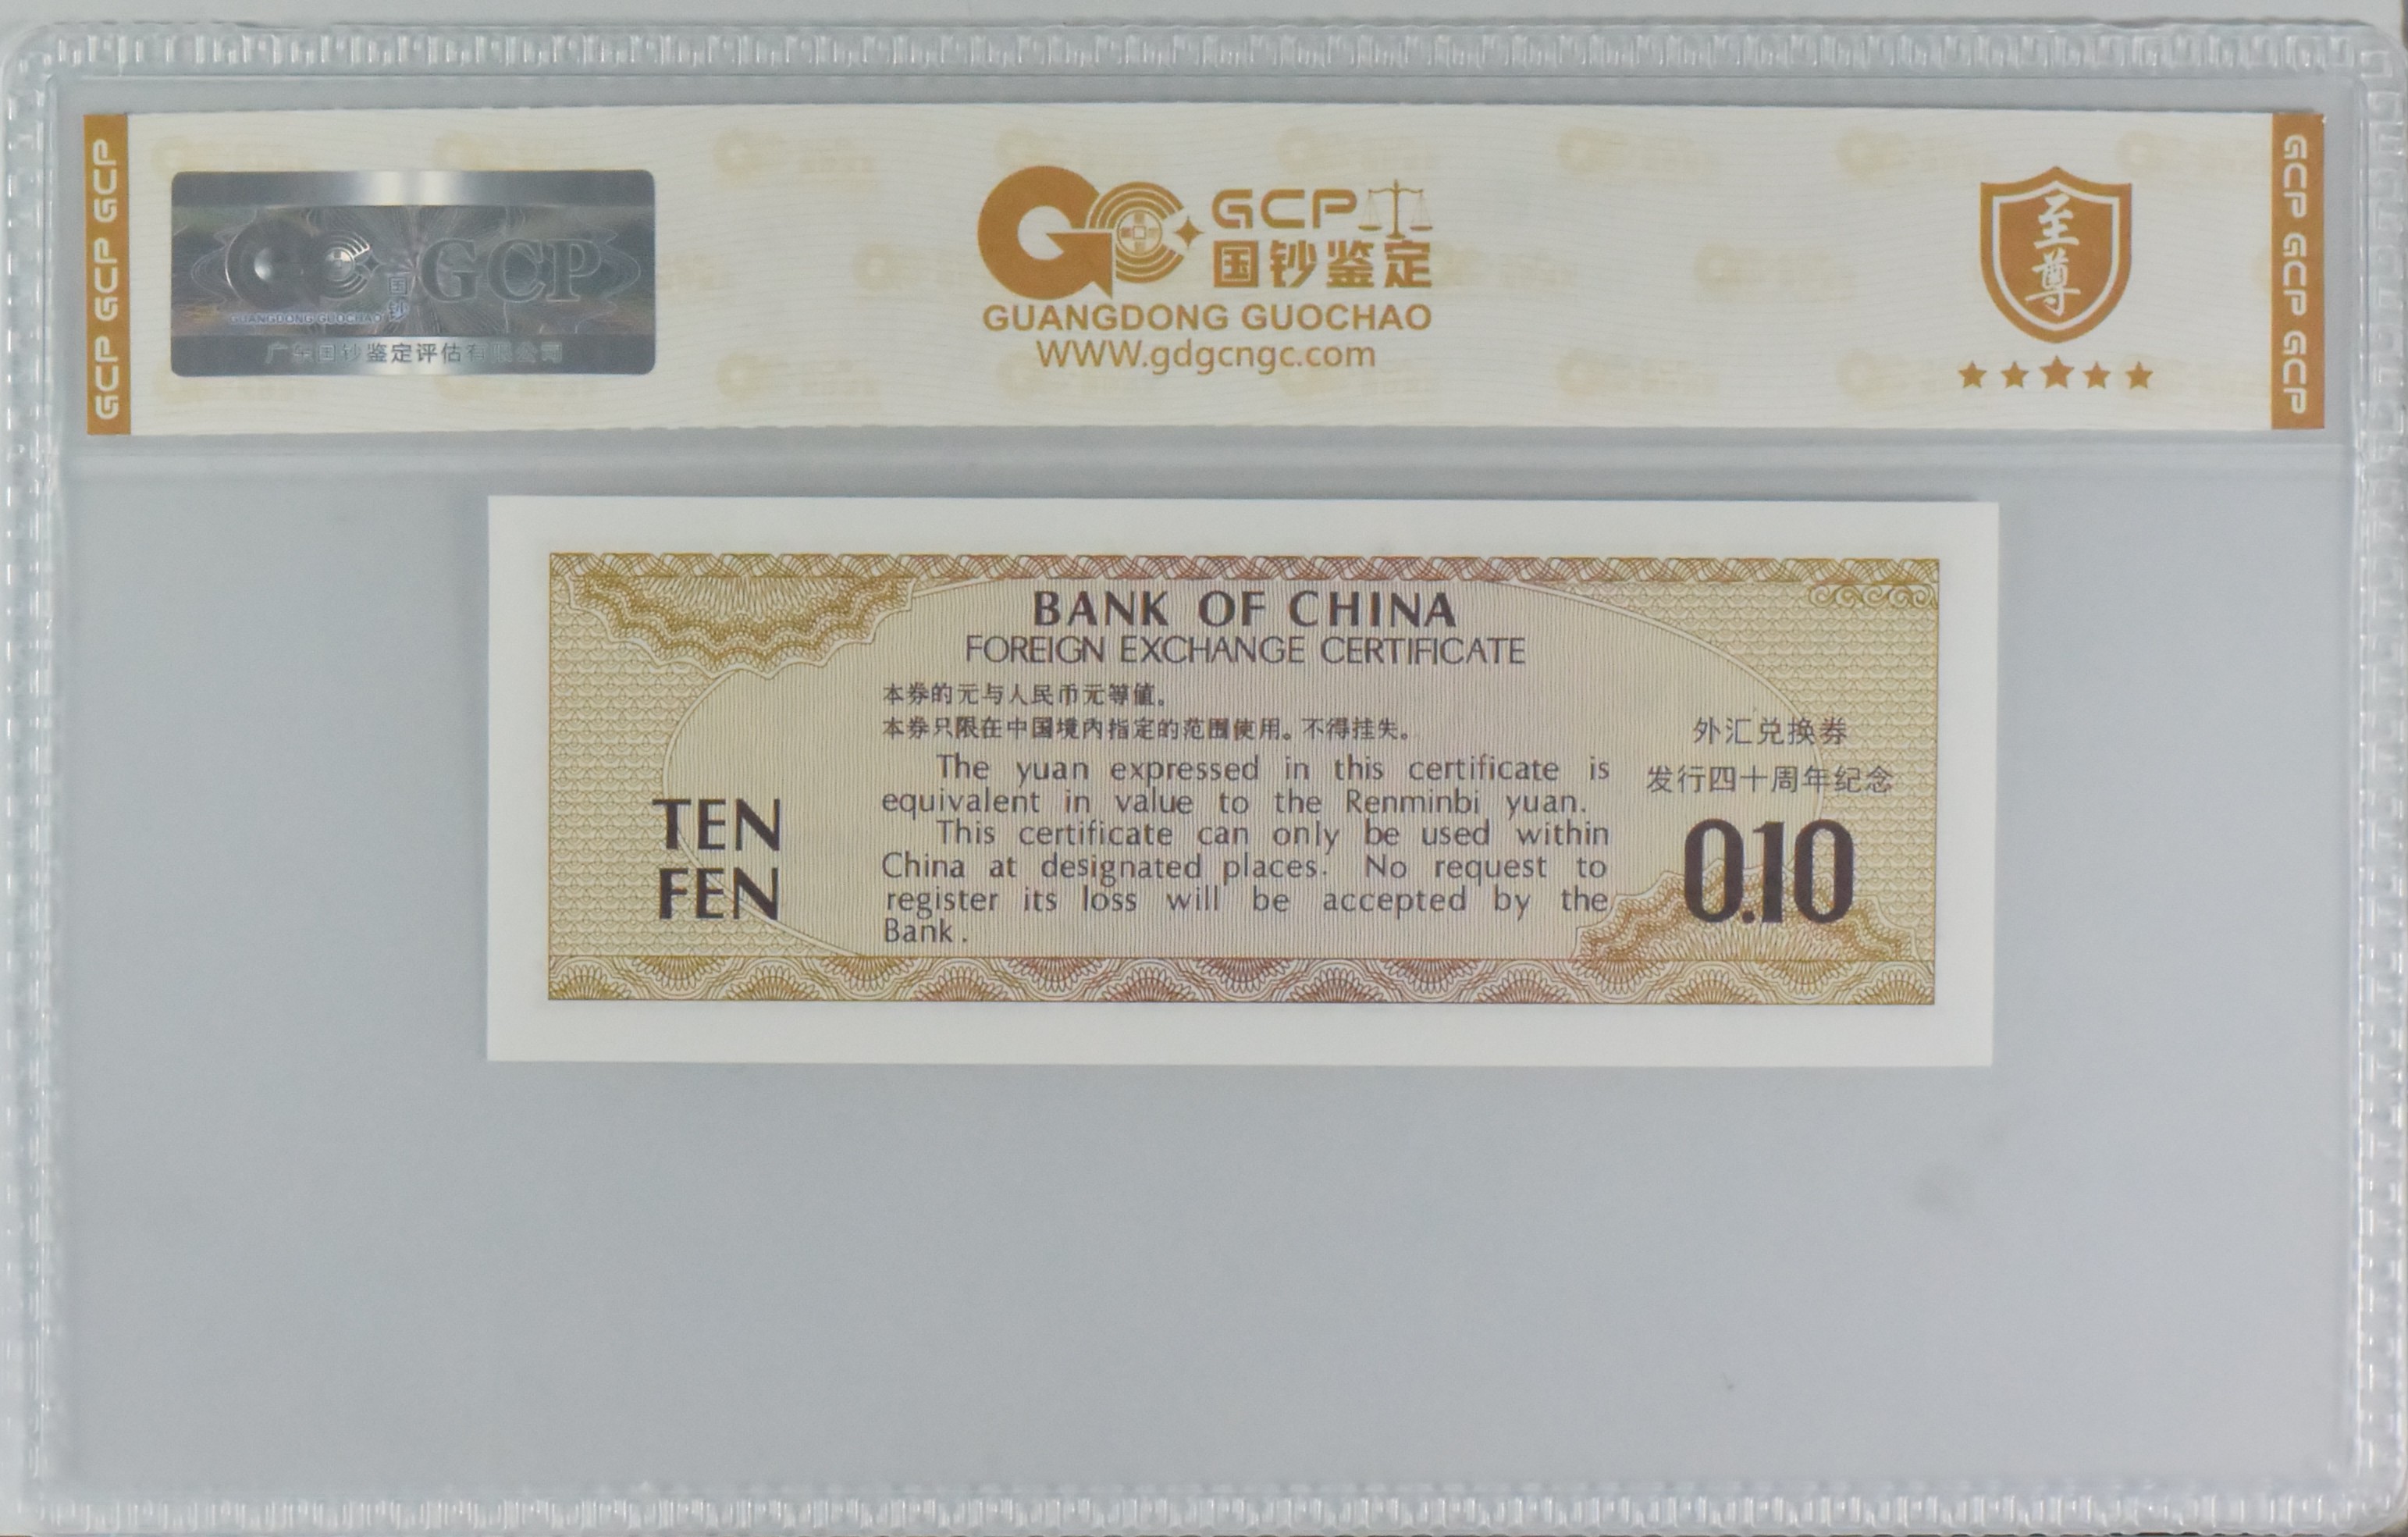 GCP GCP GCP
GCP
国钞
GUANGDONG GUOCHAO
广东国钞鉴定评估有限公司
GCP
国钞鉴定
GUANGDONG GUOCHAO
WWW.gdgcngc.com
至尊
GCP GCP GCP
BANK OF CHINA
FOREIGN EXCHANGE CERTIFICATE
本券的元与人民币元等值。
本券只限在中国境内指定的范围使用。不得挂失。
The yuan expressed in this certificate is
equivalent in value to the Renminbi yuan.
This certificate can only be used within
China at designated places. No request to
register its loss will be accepted by the
Bank.
TEN
FEN
外汇兑换券
发行四十周年纪念
0.10